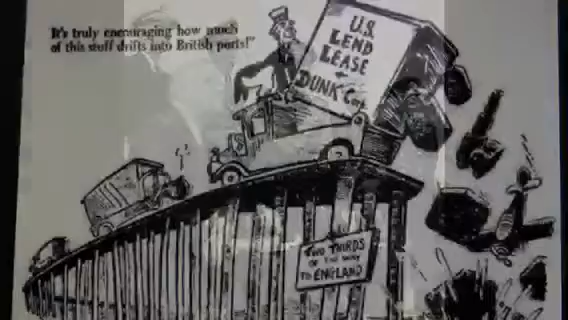 It's truly encouraging how much
of this stuff drifts into British ports!"
U.S.
LEND
LEASE
+
DUNK Corp.
TWO THIRDS
OF THE WAY
TO ENGLAND